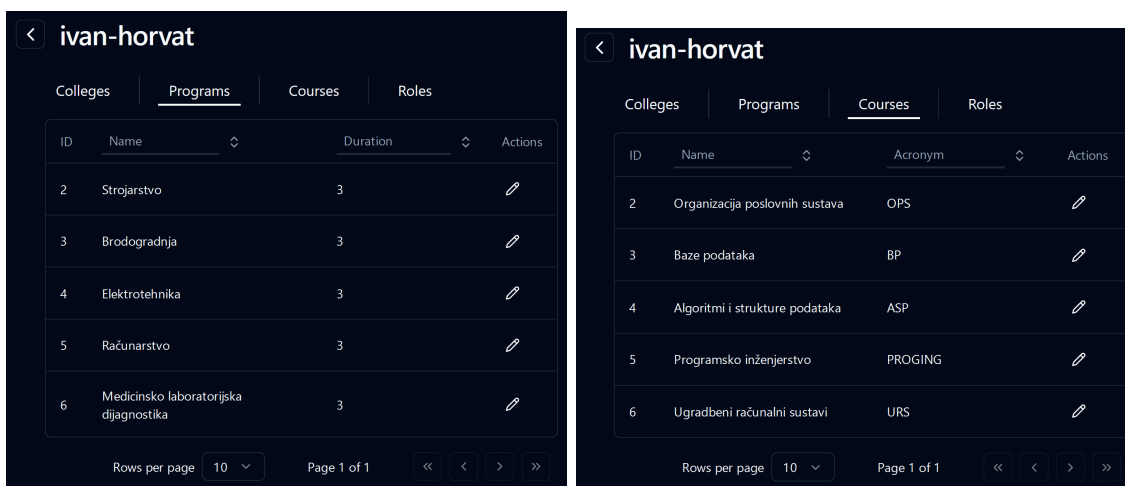 ivan-horvat
Colleges Programs Courses Roles
ID Name Duration Actions
2 Strojarstvo 3
3 Brodogradnja 3
4 Elektrotehnika 3
5 Računarstvo 3
6 Medicinsko laboratorijska dijagnostika 3
Rows per page 10 Page 1 of 1
ivan-horvat
Colleges Programs Courses Roles
ID Name Acronym Actions
2 Organizacija poslovnih sustava OPS
3 Baze podataka BP
4 Algoritmi i strukture podataka ASP
5 Programsko inženjerstvo PROGING
6 Ugradbeni računalni sustavi URS
Rows per page 10 Page 1 of 1